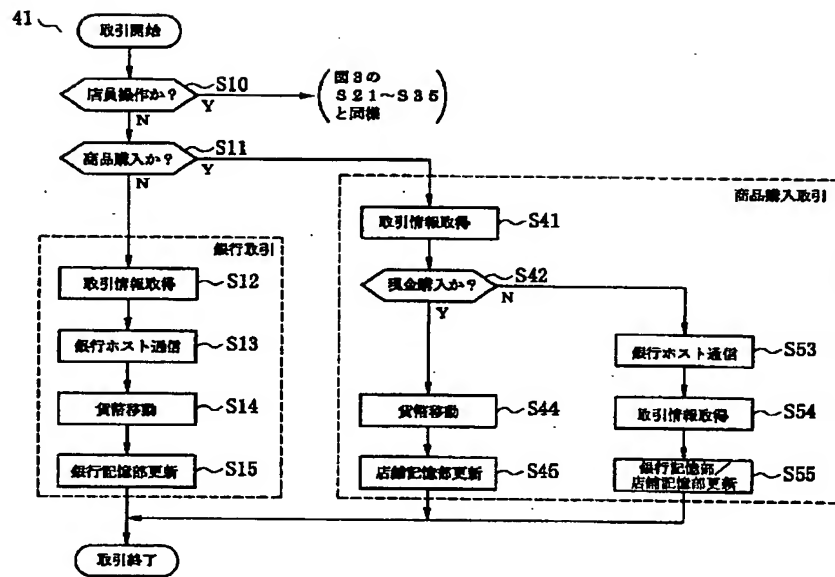 41
取引開始
店員操作か?
S10
Y
N
図3の
S21～S35
と同様
商品購入か?
S11
Y
N
商品購入取引
取引情報取得
S41
現金購入か?
S42
Y
N
銀行取引
取引情報取得
S12
銀行ホスト通信
S13
貨幣移動
S14
銀行記憶部更新
S15
貨幣移動
S44
店舗記憶部更新
S45
銀行ホスト通信
S53
取引情報取得
S54
銀行記憶部/
店舗記憶部更新
S55
取引終了